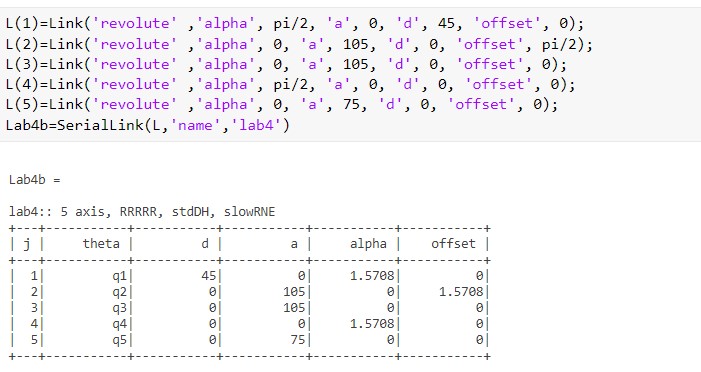 L(1)=Link('revolute' ,'alpha', pi/2, 'a', 0, 'd', 45, 'offset', 0);
L(2)=Link('revolute' ,'alpha', 0, 'a', 105, 'd', 0, 'offset', pi/2);
L(3)=Link('revolute' ,'alpha', 0, 'a', 105, 'd', 0, 'offset', 0);
L(4)=Link('revolute' ,'alpha', pi/2, 'a', 0, 'd', 0, 'offset', 0);
L(5)=Link('revolute' ,'alpha', 0, 'a', 75, 'd', 0, 'offset', 0);
Lab4b=SerialLink(L,'name','lab4')
Lab4b =
lab4:: 5 axis, RRRRR, stdDH, slowRNE
+---+-----------+-----------+-----------+-----------+-----------+
| j |     theta |         d |         a |     alpha |    offset |
+---+-----------+-----------+-----------+-----------+-----------+
|  1|         q1|         45|          0|     1.5708|          0|
|  2|         q2|          0|        105|          0|     1.5708|
|  3|         q3|          0|        105|          0|          0|
|  4|         q4|          0|          0|     1.5708|          0|
|  5|         q5|          0|         75|          0|          0|
+---+-----------+-----------+-----------+-----------+-----------+